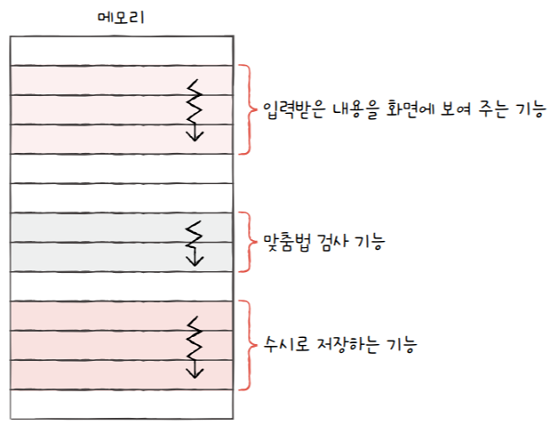 메모리
입력받은 내용을 화면에 보여 주는 기능
맞춤법 검사 기능
수시로 저장하는 기능